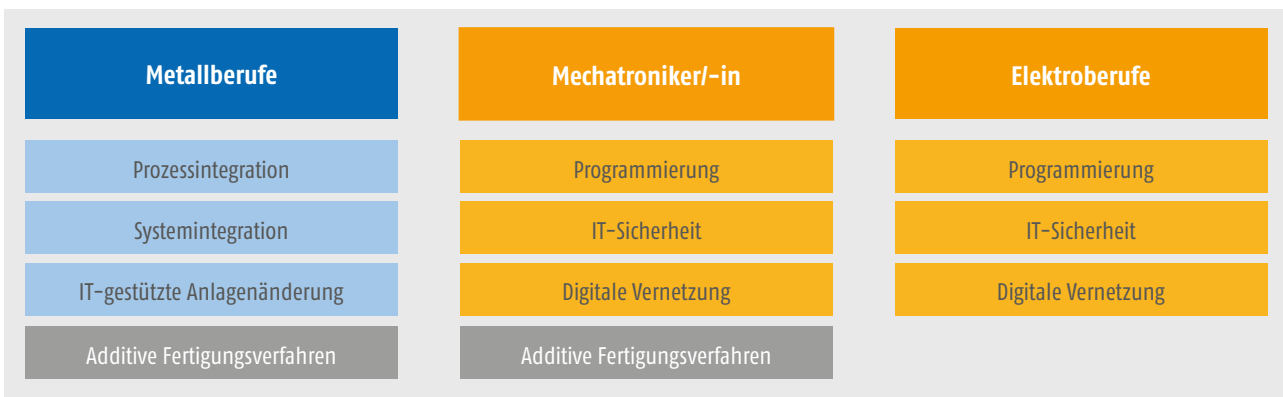 Metallberufe
Prozessintegration
Systemintegration
IT-gestützte Anlagenänderung
Additive Fertigungsverfahren
Mechatroniker/-in
Programmierung
IT-Sicherheit
Digitale Vernetzung
Additive Fertigungsverfahren
Elektroberufe
Programmierung
IT-Sicherheit
Digitale Vernetzung